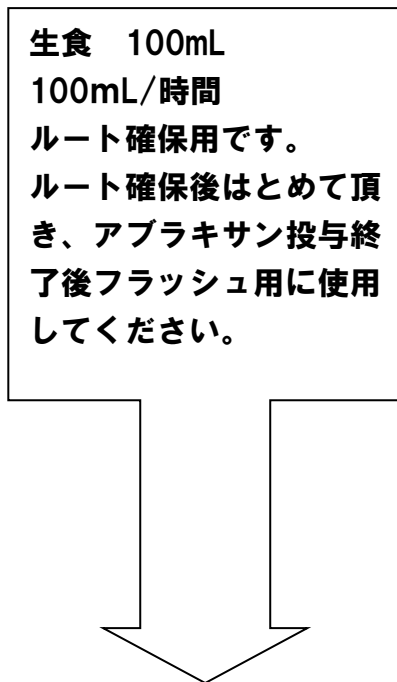 生食　100mL
100mL/時間
ルート確保用です。
ルート確保後はとめて頂
き、アブラキサン投与終
了後フラッシュ用に使用
してください。